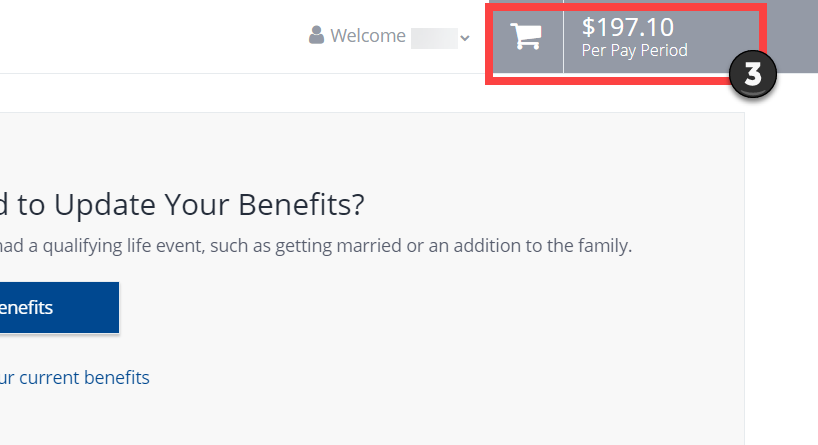 Welcome
$197.10
Per Pay Period
3
to Update Your Benefits?
had a qualifying life event, such as getting married or an addition to the family.
enefits
ur current benefits